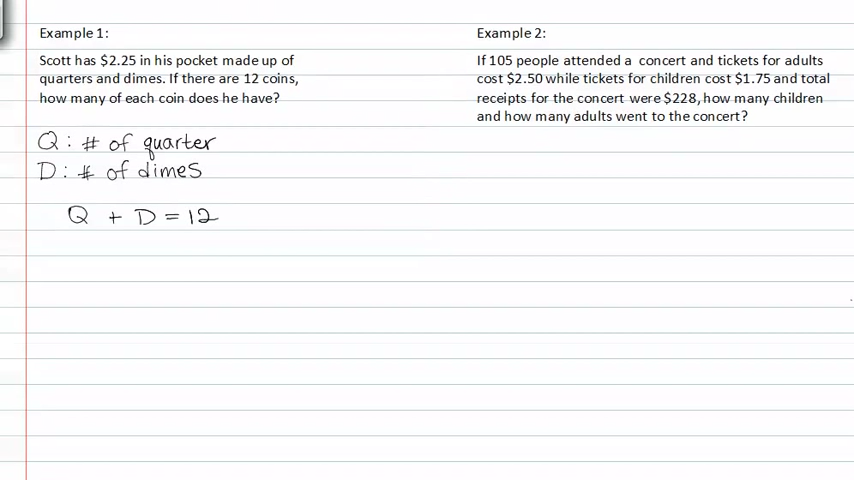 Example 1:
Scott has $2.25 in his pocket made up of
quarters and dimes. If there are 12 coins,
how many of each coin does he have?
Q : # of quarter
D : # of dimes
Q + D = 12
Example 2:
If 105 people attended a concert and tickets for adults
cost $2.50 while tickets for children cost $1.75 and total
receipts for the concert were $228, how many children
and how many adults went to the concert?